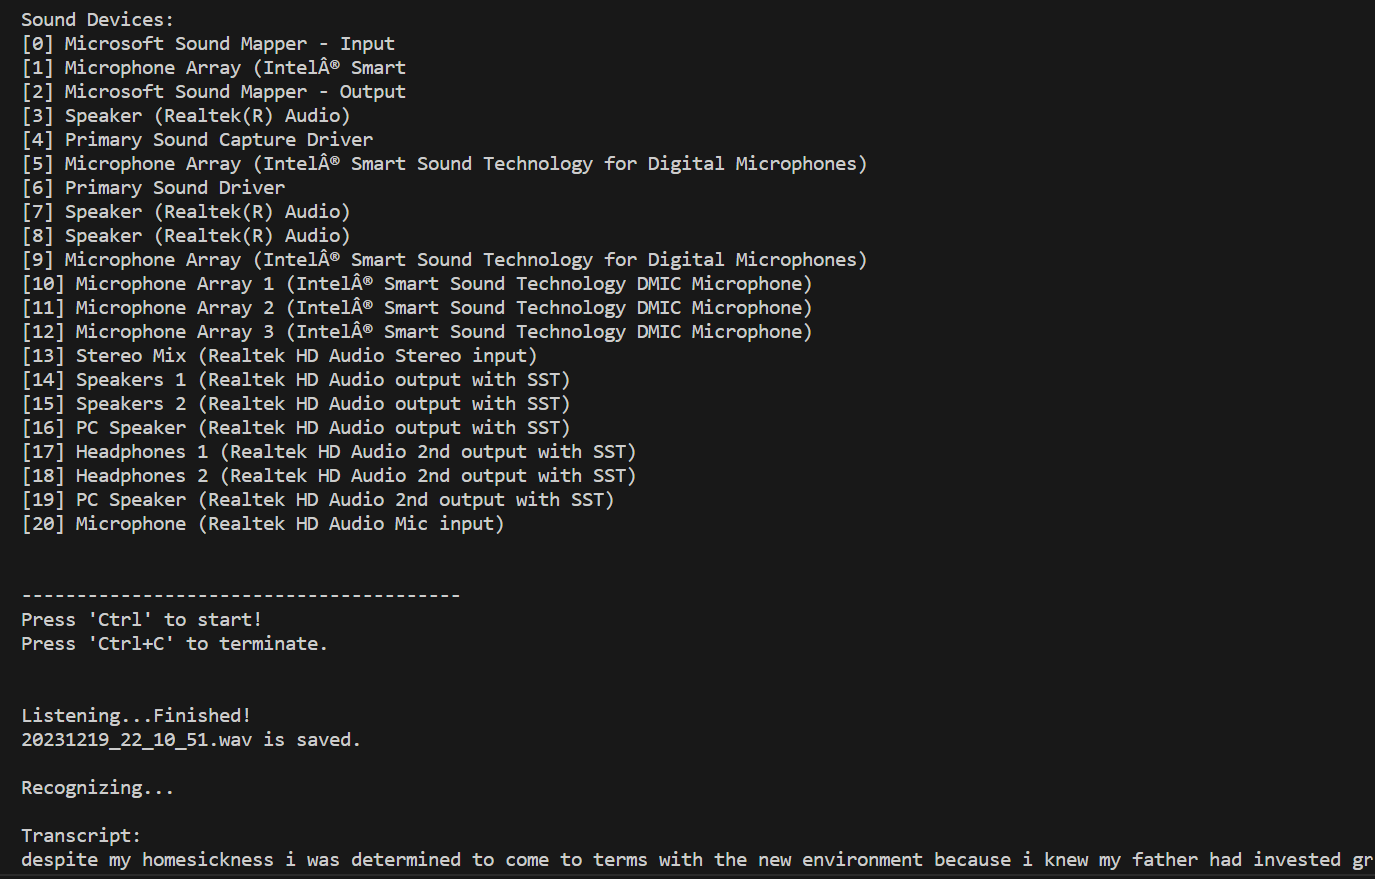 Sound Devices:
[0] Microsoft Sound Mapper - Input
[1] Microphone Array (IntelÂ® Smart
[2] Microsoft Sound Mapper - Output
[3] Speaker (Realtek(R) Audio)
[4] Primary Sound Capture Driver
[5] Microphone Array (IntelÂ® Smart Sound Technology for Digital Microphones)
[6] Primary Sound Driver
[7] Speaker (Realtek(R) Audio)
[8] Speaker (Realtek(R) Audio)
[9] Microphone Array (IntelÂ® Smart Sound Technology for Digital Microphones)
[10] Microphone Array 1 (IntelÂ® Smart Sound Technology DMIC Microphone)
[11] Microphone Array 2 (IntelÂ® Smart Sound Technology DMIC Microphone)
[12] Microphone Array 3 (IntelÂ® Smart Sound Technology DMIC Microphone)
[13] Stereo Mix (Realtek HD Audio Stereo input)
[14] Speakers 1 (Realtek HD Audio output with SST)
[15] Speakers 2 (Realtek HD Audio output with SST)
[16] PC Speaker (Realtek HD Audio output with SST)
[17] Headphones 1 (Realtek HD Audio 2nd output with SST)
[18] Headphones 2 (Realtek HD Audio 2nd output with SST)
[19] PC Speaker (Realtek HD Audio 2nd output with SST)
[20] Microphone (Realtek HD Audio Mic input)
----------------------------------------
Press 'Ctrl' to start!
Press 'Ctrl+C' to terminate.
Listening...Finished!
20231219_22_10_51.wav is saved.
Recognizing...
Transcript:
despite my homesickness i was determined to come to terms with the new environment because i knew my father had invested gr